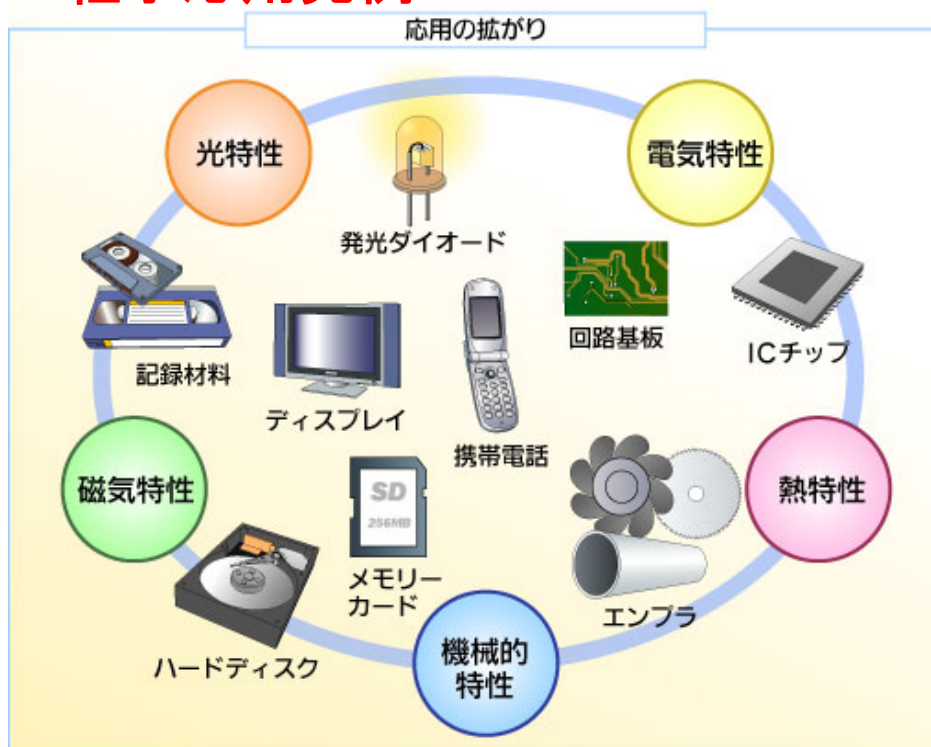 応用の拡がり
光特性
電気特性
発光ダイオード
回路基板
ICチップ
記録材料
ディスプレイ
携帯電話
磁気特性
熱特性
SD
256MB
メモリー
カード
エンプラ
ハードディスク
機械的
特性